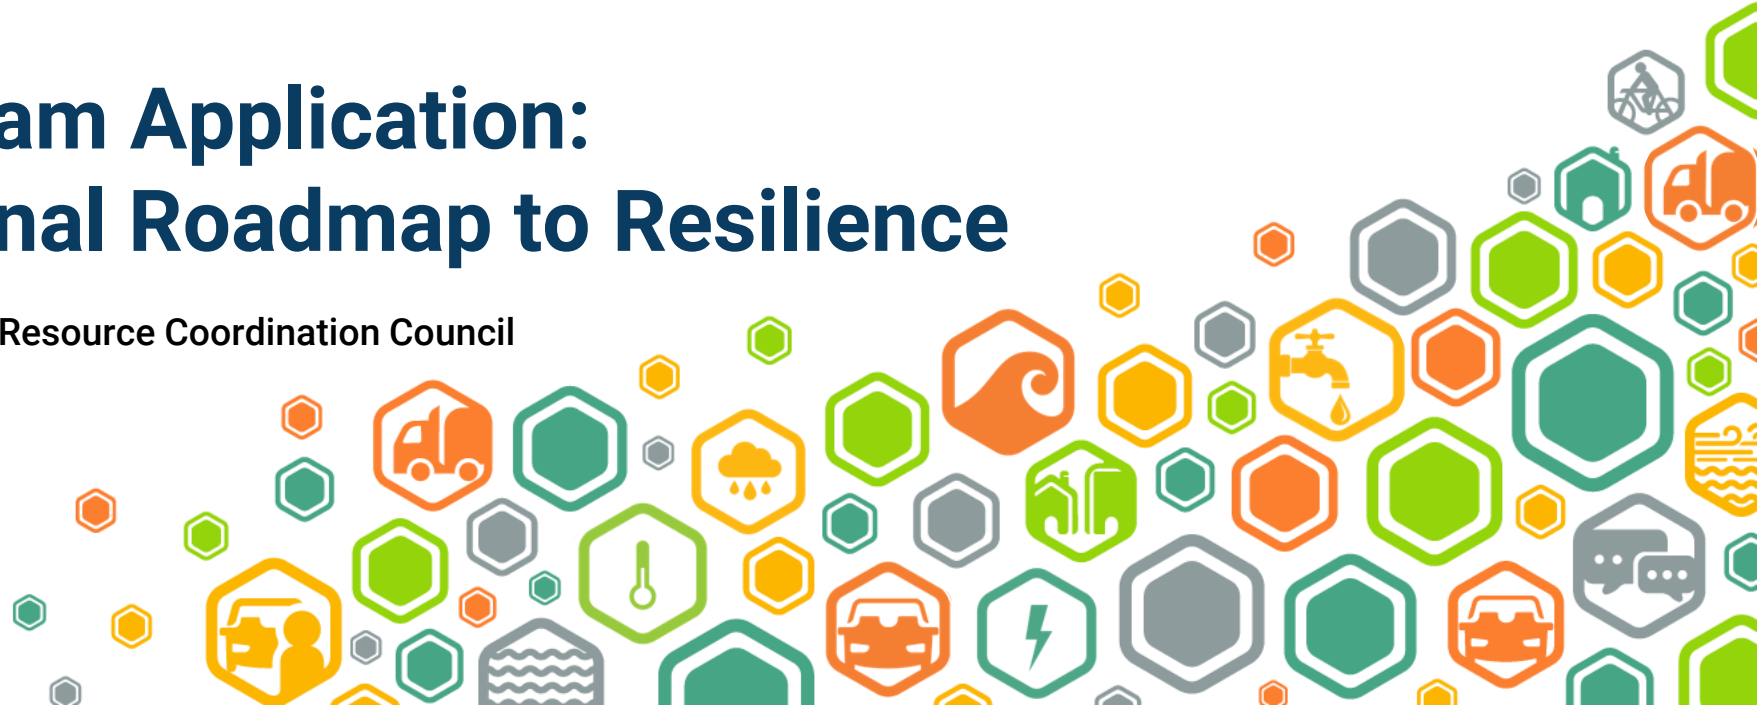 am Application:
nal Roadmap to Resilience
Resource Coordination Council